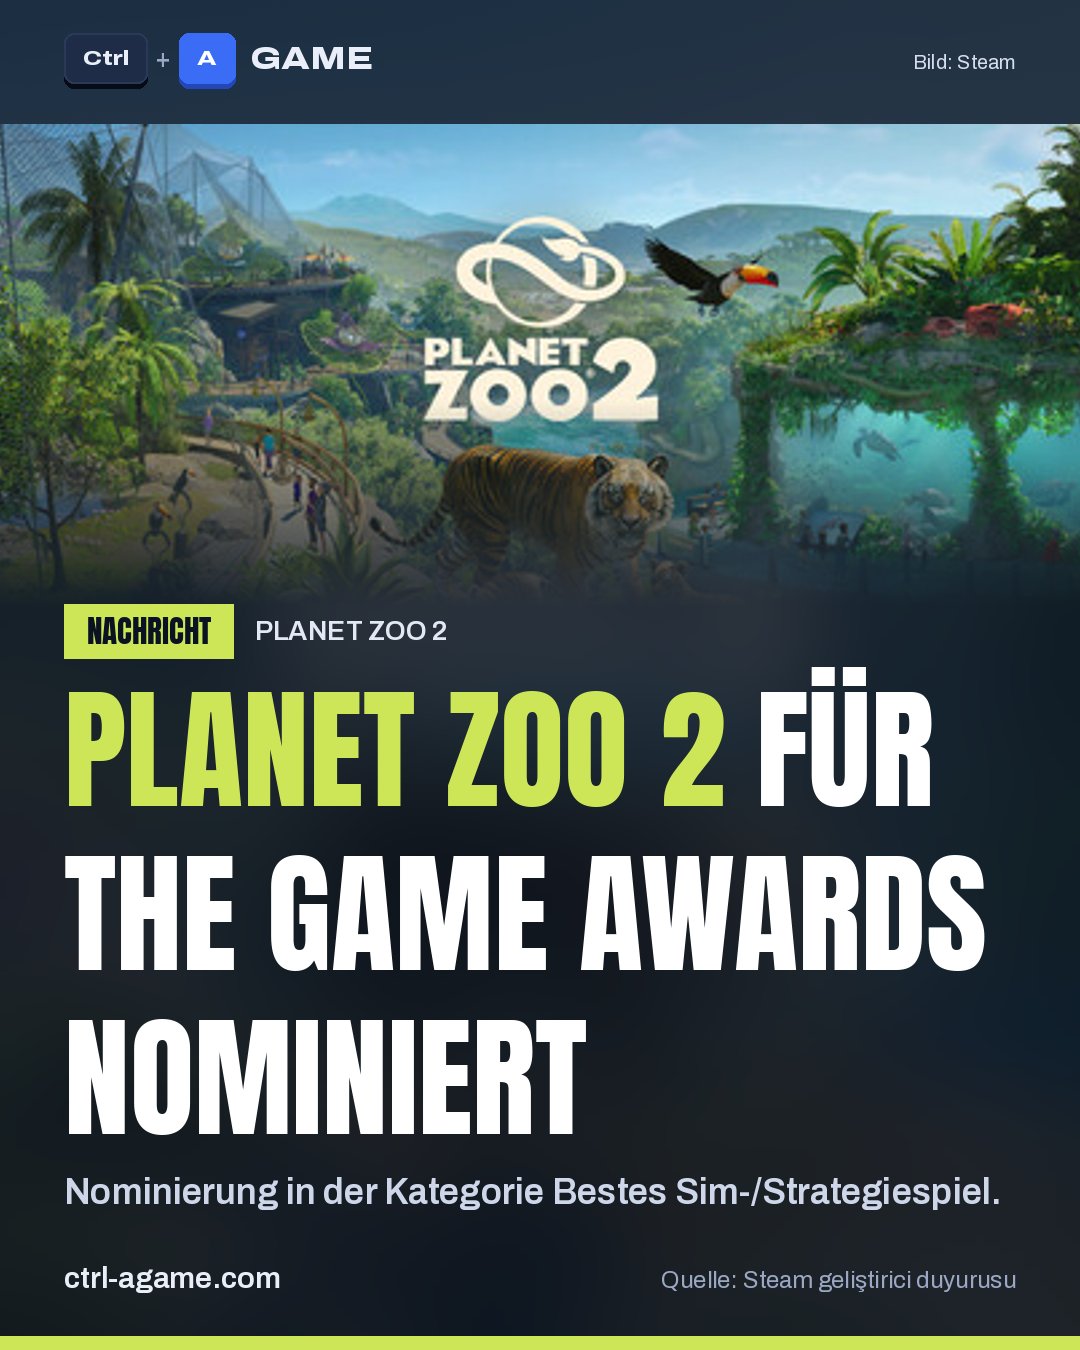 Ctrl + A GAME
Bild: Steam
PLANET
ZOO 2
NACHRICHT PLANET ZOO 2
PLANET ZOO 2 FÜR
THE GAME AWARDS
NOMINIERT
Nominierung in der Kategorie Bestes Sim-/Strategiespiel.
ctrl-agame.com
Quelle: Steam geliştirici duyurusu